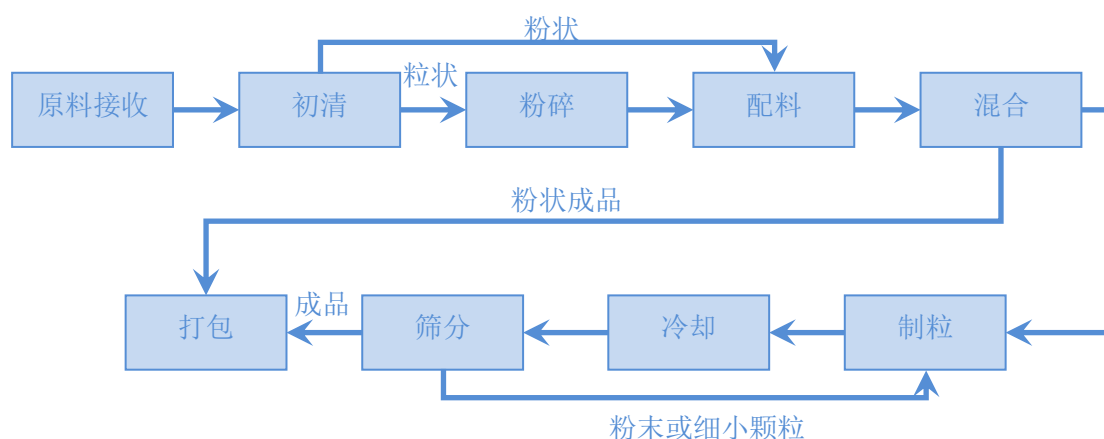 粉状
粒状
原料接收
初清
粉碎
配料
混合
粉状成品
成品
打包
筛分
冷却
制粒
粉末或细小颗粒